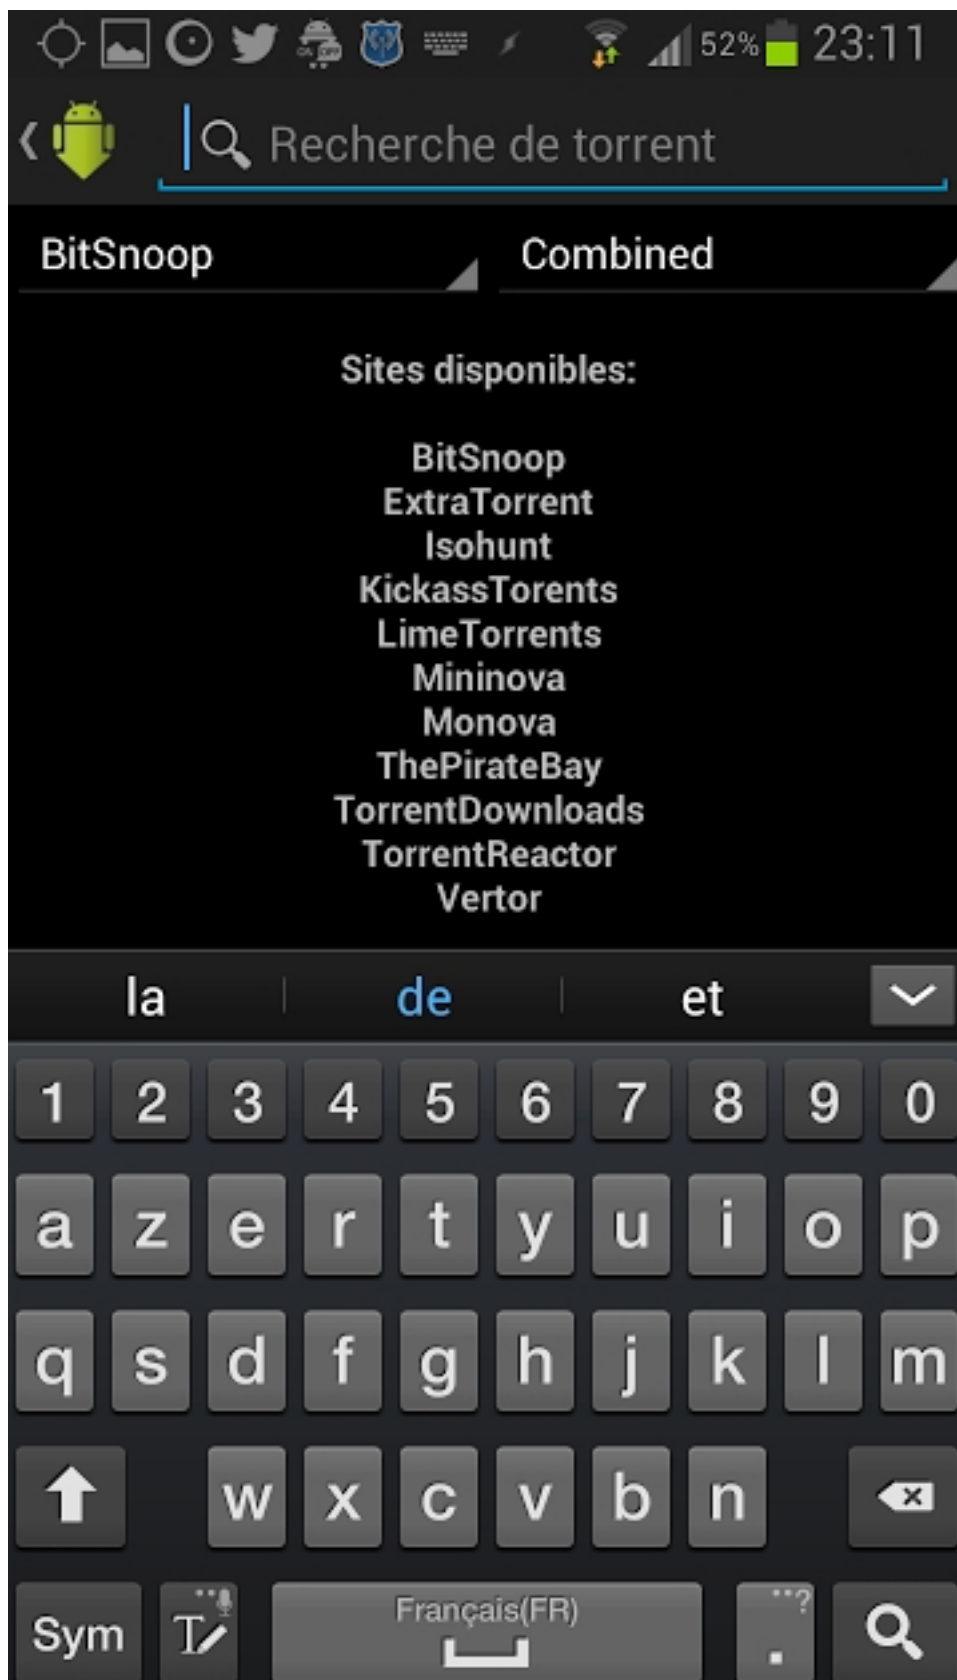 52% 23:11
Recherche de torrent
BitSnoop Combined
Sites disponibles:
BitSnoop
ExtraTorrent
Isohunt
KickassTorents
LimeTorrents
Mininova
Monova
ThePirateBay
TorrentDownloads
TorrentReactor
Vertor
la de et
1 2 3 4 5 6 7 8 9 0
a z e r t y u i o p
q s d f g h j k l m
w x c v b n
Sym T Français(FR) . ...?